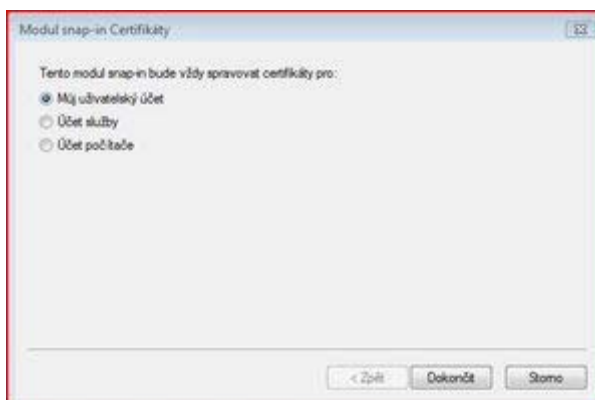 Modul snap-in Certifikáty
Tento modul snap-in bude vždy spravovat certifikáty pro:
Můj uživatelský účet
Účet služby
Účet počítače
< Zpět
Dokončit
Storno